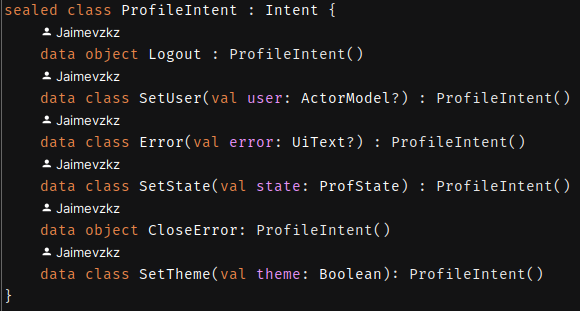 sealed class ProfileIntent : Intent {
Jaimevzkz
data object Logout : ProfileIntent()
Jaimevzkz
data class SetUser(val user: ActorModel?) : ProfileIntent()
Jaimevzkz
data class Error(val error: UiText?) : ProfileIntent()
Jaimevzkz
data class SetState(val state: ProfState) : ProfileIntent()
Jaimevzkz
data object CloseError: ProfileIntent()
Jaimevzkz
data class SetTheme(val theme: Boolean): ProfileIntent()
}